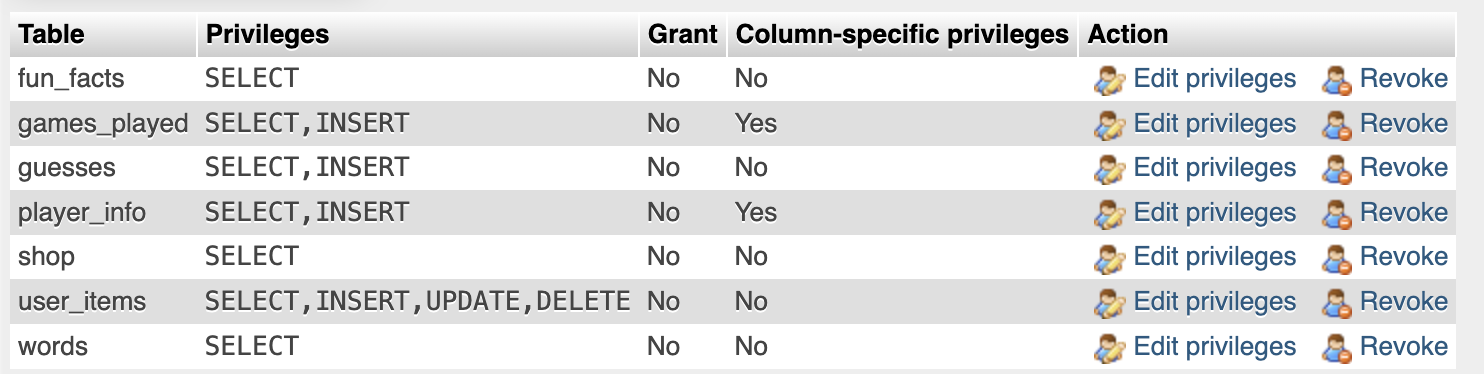 Table Privileges Grant Column-specific privileges Action
fun_facts SELECT No No Edit privileges Revoke
games_played SELECT,INSERT No Yes Edit privileges Revoke
guesses SELECT,INSERT No No Edit privileges Revoke
player_info SELECT,INSERT No Yes Edit privileges Revoke
shop SELECT No No Edit privileges Revoke
user_items SELECT,INSERT,UPDATE,DELETE No No Edit privileges Revoke
words SELECT No No Edit privileges Revoke